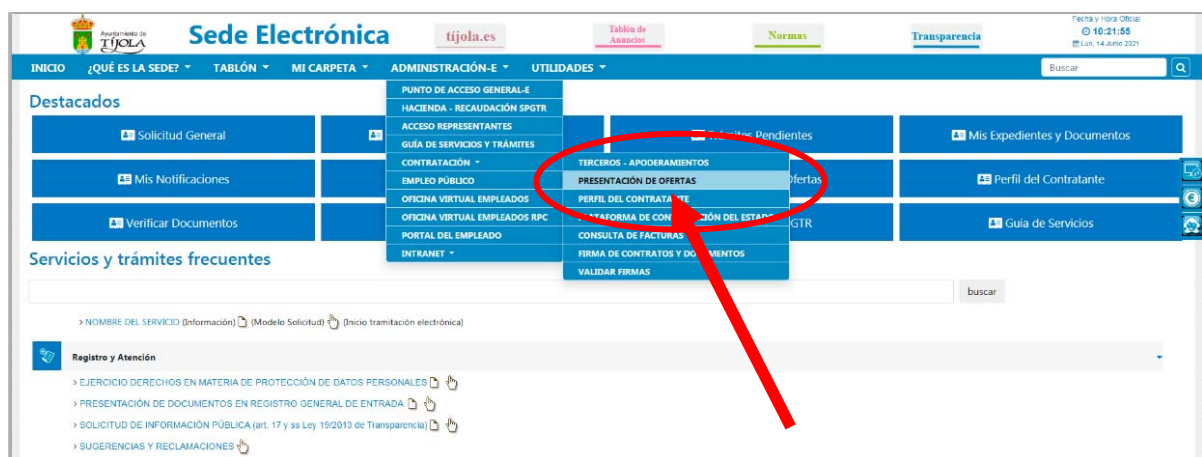 Ayuntamiento de
TÍJOLA
Sede Electrónica
tíjola.es
Tablón de
Anuncios
Normas
Transparencia
Fecha y Hora Oficial
10:21:55
Lun, 14 Junio 2021
INICIO ¿QUÉ ES LA SEDE? TABLÓN MI CARPETA ADMINISTRACIÓN-E UTILIDADES
Buscar
Destacados
PUNTO DE ACCESO GENERAL-E
HACIENDA - RECAUDACIÓN SPGTR
ACCESO REPRESENTANTES
GUÍA DE SERVICIOS Y TRÁMITES
CONTRATACIÓN
EMPLEO PÚBLICO
OFICINA VIRTUAL EMPLEADOS
OFICINA VIRTUAL EMPLEADOS RPC
PORTAL DEL EMPLEADO
INTRANET
TERCEROS - APODERAMIENTOS
PRESENTACIÓN DE OFERTAS
PERFIL DEL CONTRATANTE
DEL ESTADO
CONSULTA DE FACTURAS
FIRMA DE CONTRATOS Y
VALIDAR FIRMAS
Solicitud General
Trámites Pendientes
Mis Expedientes y Documentos
Mis Notificaciones
Ofertas
Perfil del Contratante
Verificar Documentos
GTR
Guia de Servicios
Servicios y trámites frecuentes
buscar
> NOMBRE DEL SERVICIO (Información) (Modelo Solicitud) (Inicio tramitación electrónica)
Registro y Atención
> EJERCICIO DERECHOS EN MATERIA DE PROTECCIÓN DE DATOS PERSONALES
> PRESENTACIÓN DE DOCUMENTOS EN REGISTRO GENERAL DE ENTRADA
> SOLICITUD DE INFORMACIÓN PÚBLICA (art. 17 y ss Ley 19/2013 de Transparencia)
> SUGERENCIAS Y RECLAMACIONES